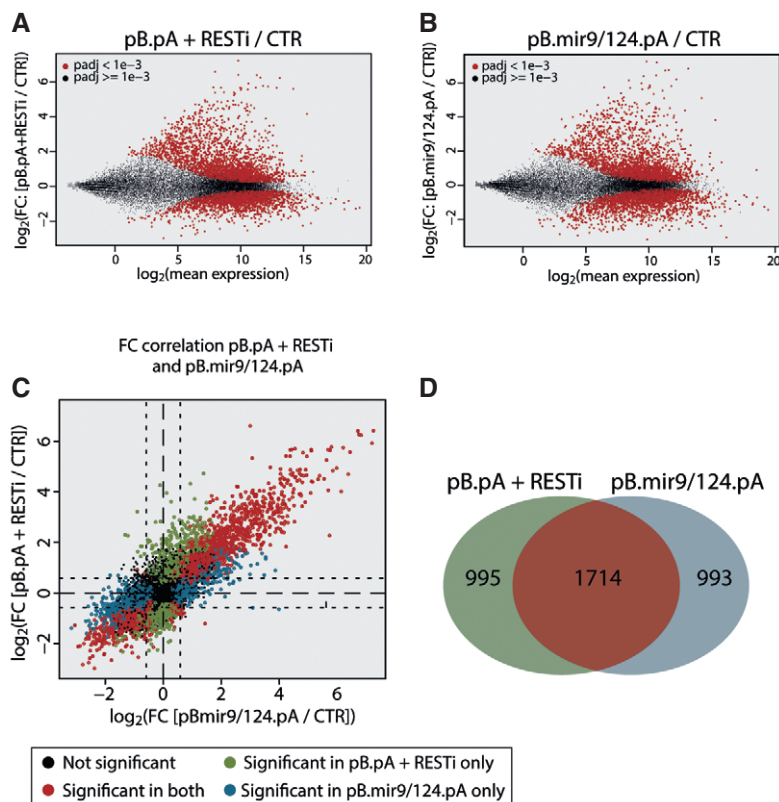 A
pB.pA + RESTi / CTR
padj < 1e−3
padj >= 1e−3
log2(FC: [pB.pA+RESTi / CTR])
6
4
2
0
−2
0 5 10 15 20
log2(mean expression)
B
pB.mir9/124.pA / CTR
padj < 1e−3
padj >= 1e−3
log2(FC: [pB.mir9/124.pA / CTR])
6
4
2
0
−2
0 5 10 15 20
log2(mean expression)
FC correlation pB.pA + RESTi
and pB.mir9/124.pA
C
log2(FC [pB.pA + RESTi / CTR])
6
4
2
0
−2
−2 0 2 4 6
log2(FC [pBmir9/124.pA / CTR])
D
pB.pA + RESTi
pB.mir9/124.pA
995
1714
993
Not significant
Significant in pB.pA + RESTi only
Significant in both
Significant in pB.mir9/124.pA only